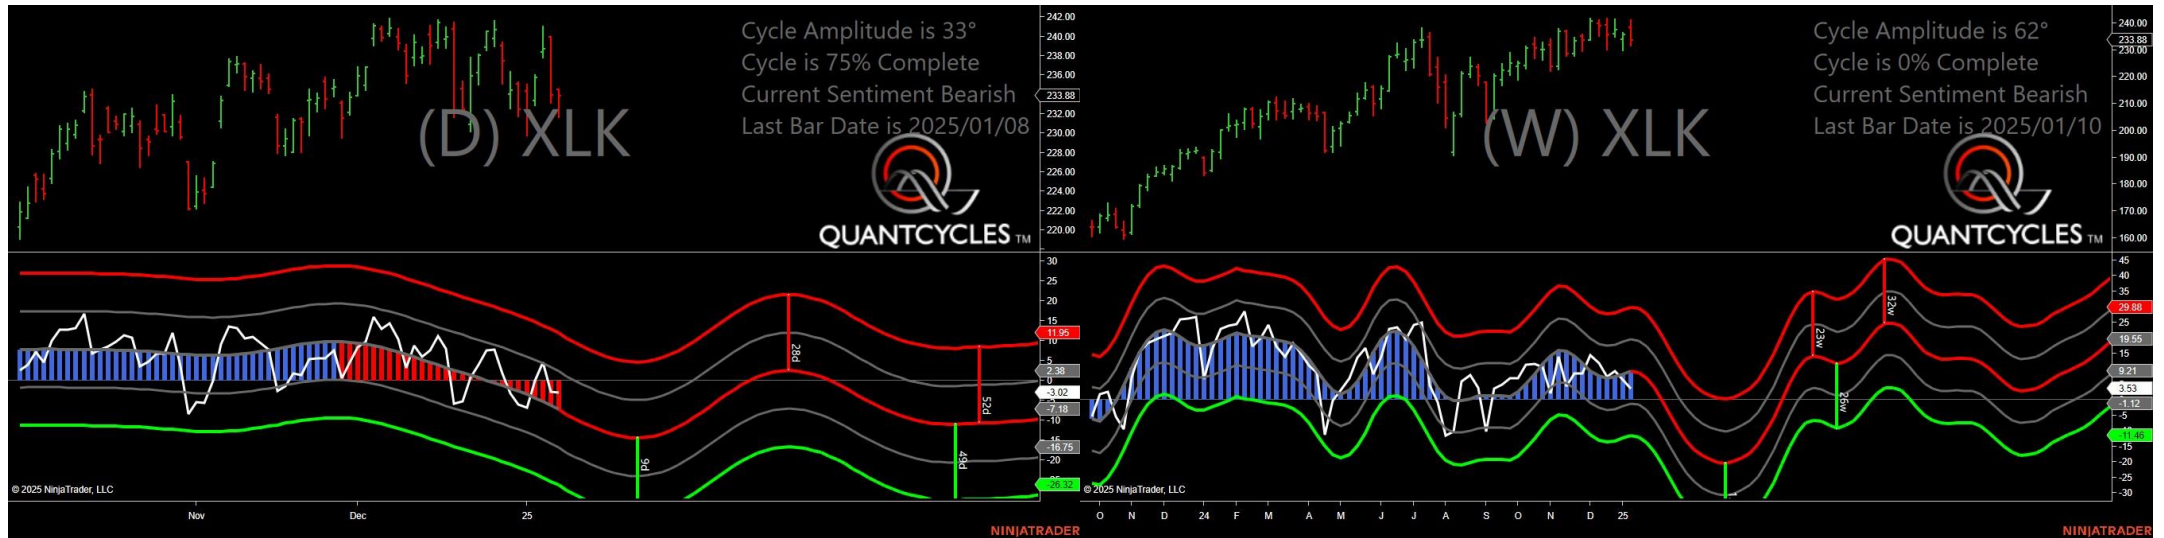 Cycle Amplitude is 33°
Cycle is 75% Complete
Current Sentiment Bearish
Last Bar Date is 2025/01/08
(D) XLK
QUANTCYCLES TM
242.00
240.00
238.00
236.00
233.88
232.00
230.00
228.00
226.00
224.00
222.00
220.00
30
25
20
15
11.95
10
5
2.38
0
-3.02
-7.18
-10
-16.75
-20
-26.32
9d
28d
49d
52d
© 2025 NinjaTrader, LLC
Nov
Dec
25
NINJATRADER
Cycle Amplitude is 62°
Cycle is 0% Complete
Current Sentiment Bearish
Last Bar Date is 2025/01/10
(W) XLK
QUANTCYCLES TM
240.00
233.88
230.00
220.00
210.00
200.00
190.00
180.00
170.00
160.00
45
40
35
29.88
25
19.55
15
9.21
3.53
-1.12
-5
-11.46
-15
-20
-25
-30
23w
26w
32w
© 2025 NinjaTrader, LLC
O N D 24 F M A M J J A S O N D 25
NINJATRADER